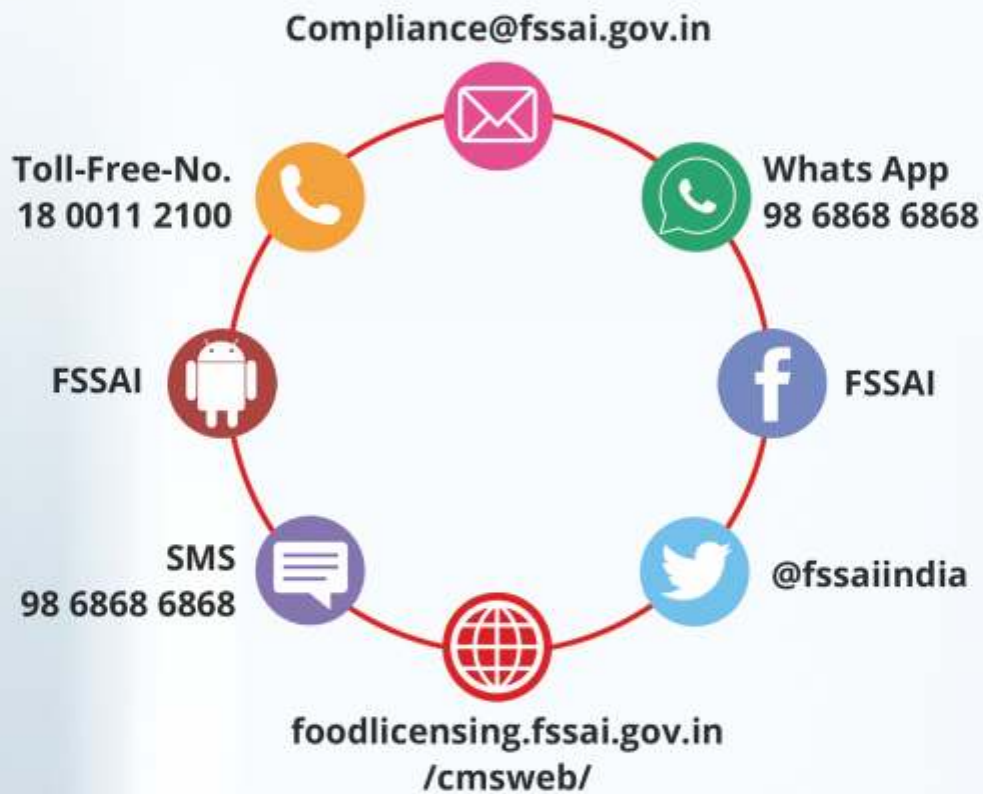 Compliance@fssai.gov.in
Toll-Free-No.
18 0011 2100
Whats App
98 6868 6868
FSSAI
FSSAI
SMS
98 6868 6868
@fssaiindia
foodlicensing.fssai.gov.in
/cmsweb/